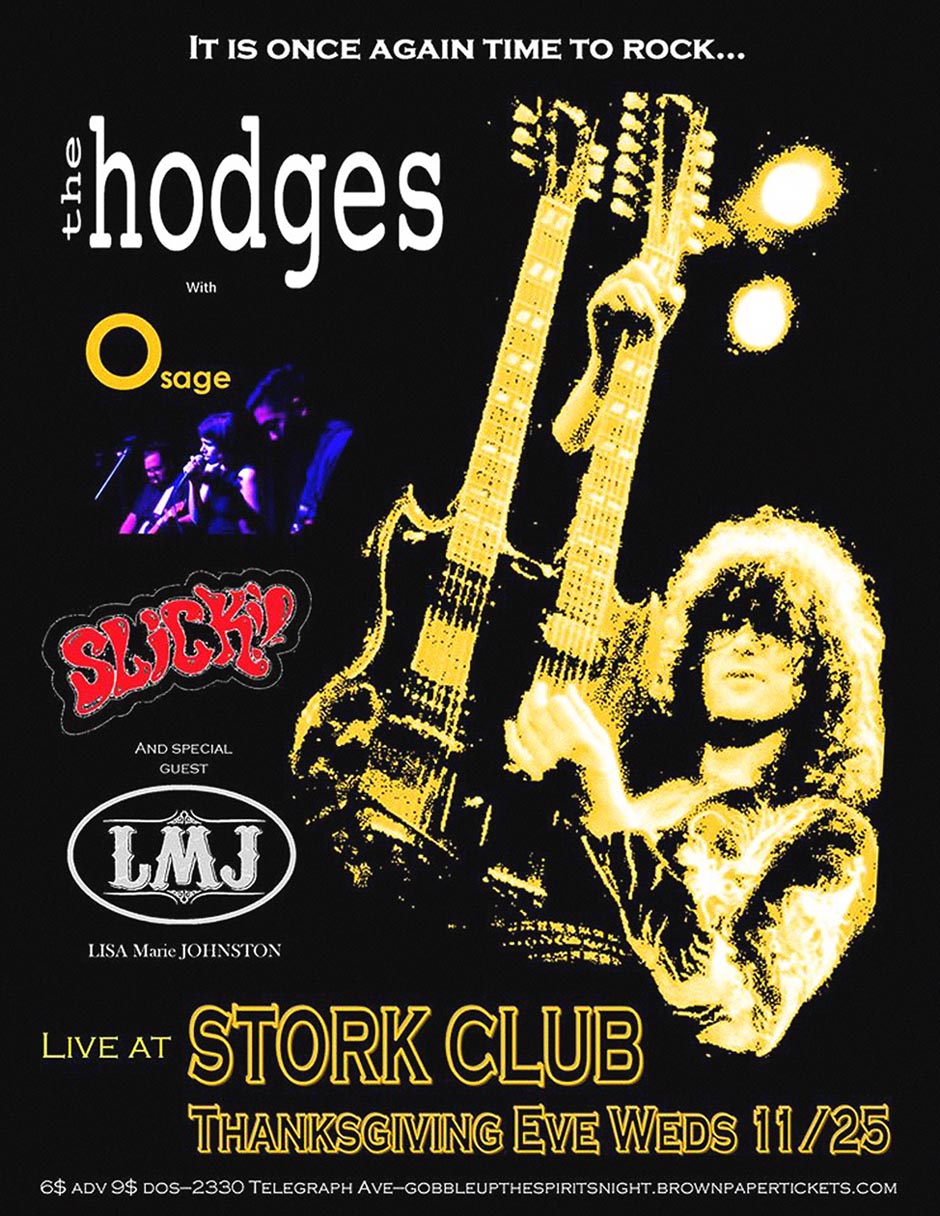 IT IS ONCE AGAIN TIME TO ROCK...
the hodges
With
Osage
SLiCKi!
AND SPECIAL
GUEST
LMJ
LISA Marie JOHNSTON
LIVE AT STORK CLUB
THANKSGIVING EVE WEDS 11/25
6$ ADV 9$ DOS–2330 TELEGRAPH AVE–GOBBLEUPTHESPIRITSNIGHT.BROWNPAPERTICKETS.COM